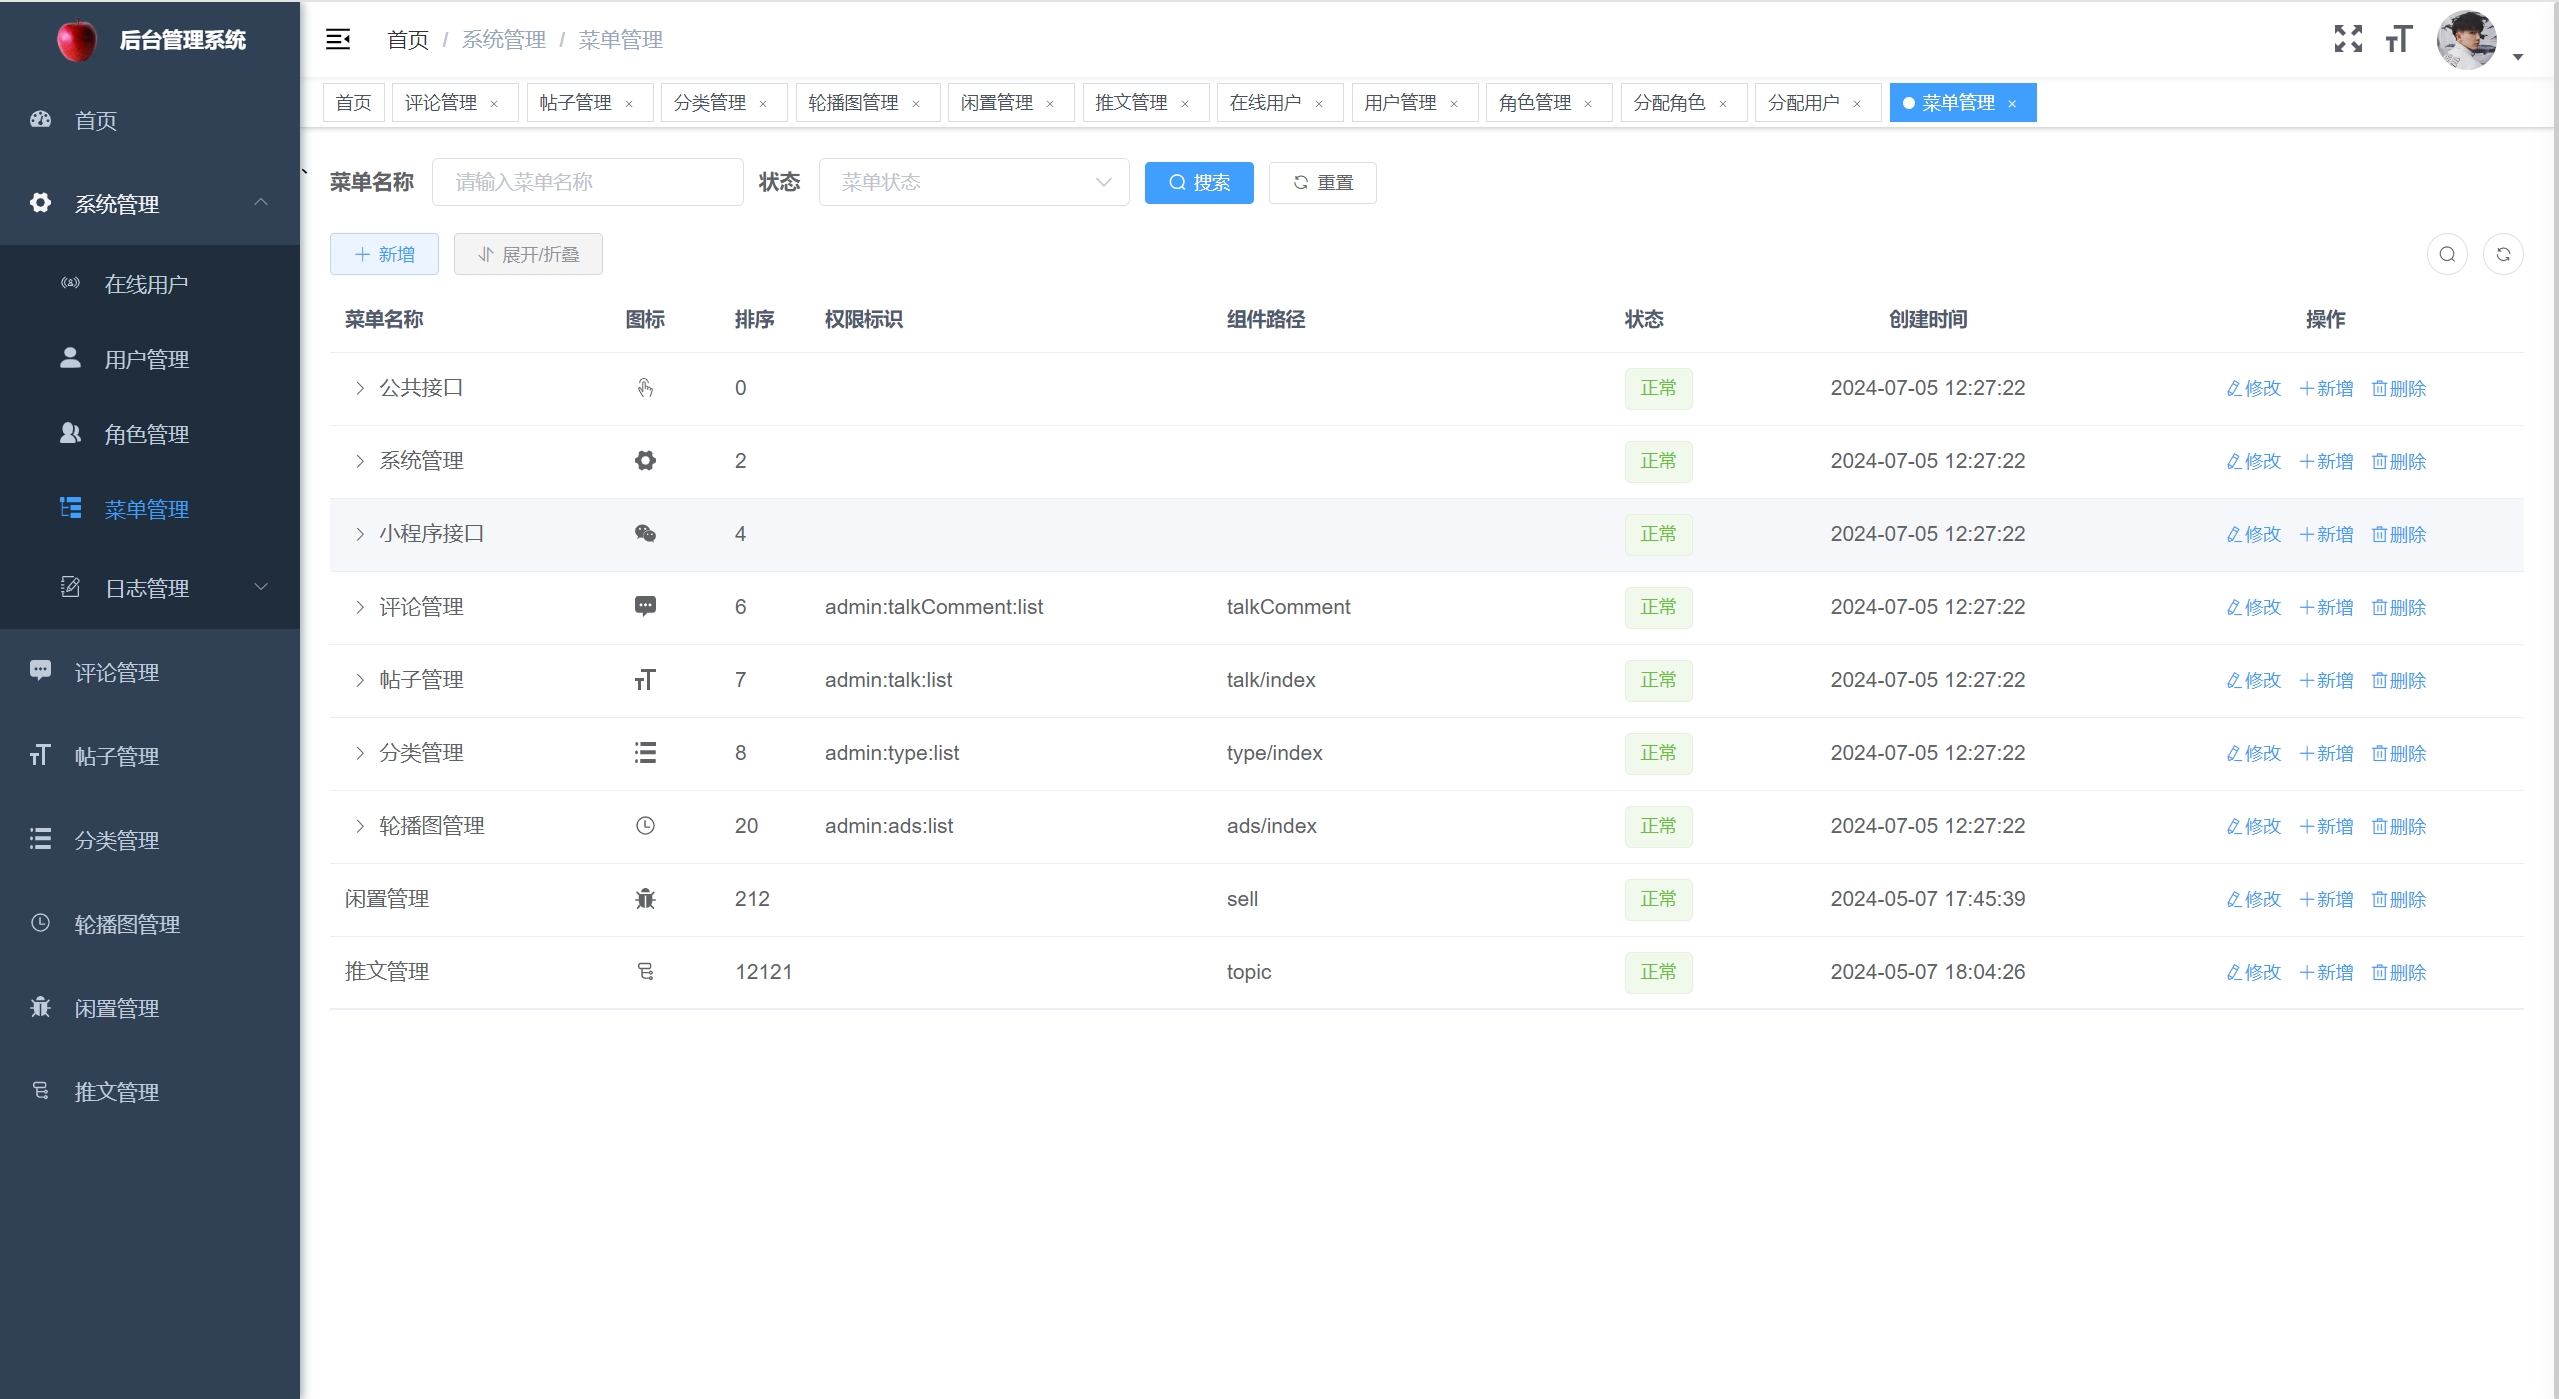 后台管理系统
首页
系统管理
在线用户
用户管理
角色管理
菜单管理
日志管理
评论管理
帖子管理
分类管理
轮播图管理
闲置管理
推文管理
首页 / 系统管理 / 菜单管理
首页 评论管理 × 帖子管理 × 分类管理 × 轮播图管理 × 闲置管理 × 推文管理 × 在线用户 × 用户管理 × 角色管理 × 分配角色 × 分配用户 × 菜单管理 ×
菜单名称 请输入菜单名称 状态 菜单状态 搜索 重置
新增 展开/折叠
菜单名称 图标 排序 权限标识 组件路径 状态 创建时间 操作
公共接口 0 正常 2024-07-05 12:27:22 修改 新增 删除
系统管理 2 正常 2024-07-05 12:27:22 修改 新增 删除
小程序接口 4 正常 2024-07-05 12:27:22 修改 新增 删除
评论管理 6 admin:talkComment:list talkComment 正常 2024-07-05 12:27:22 修改 新增 删除
帖子管理 7 admin:talk:list talk/index 正常 2024-07-05 12:27:22 修改 新增 删除
分类管理 8 admin:type:list type/index 正常 2024-07-05 12:27:22 修改 新增 删除
轮播图管理 20 admin:ads:list ads/index 正常 2024-07-05 12:27:22 修改 新增 删除
闲置管理 212 sell 正常 2024-05-07 17:45:39 修改 新增 删除
推文管理 12121 topic 正常 2024-05-07 18:04:26 修改 新增 删除